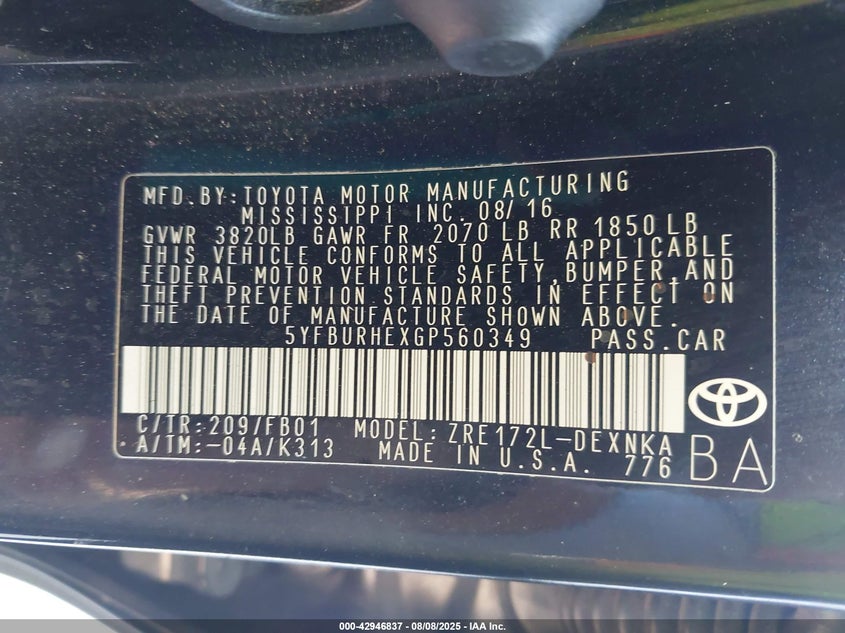 MFD.BY:TOYOTA MOTOR MANUFACTURING
MISSISSIPPI INC. 08/16
GVWR 3820LB GAWR FR 2070 LB RR 1850 LB
THIS VEHICLE CONFORMS TO ALL APPLICABLE
FEDERAL MOTOR VEHICLE SAFETY,BUMPER,AND
THEFT PREVENTION STANDARDS IN EFFECT ON
THE DATE OF MANUFACTURE SHOWN ABOVE.
5YFBURHEXGP560349 PASS.CAR
C/TR:209/FB01 MODEL:ZRE172L-DEXNKA
A/TM:-04A/K313 MADE IN U.S.A. 776 BA
000-42946837 - 08/08/2025 - IAA Inc.